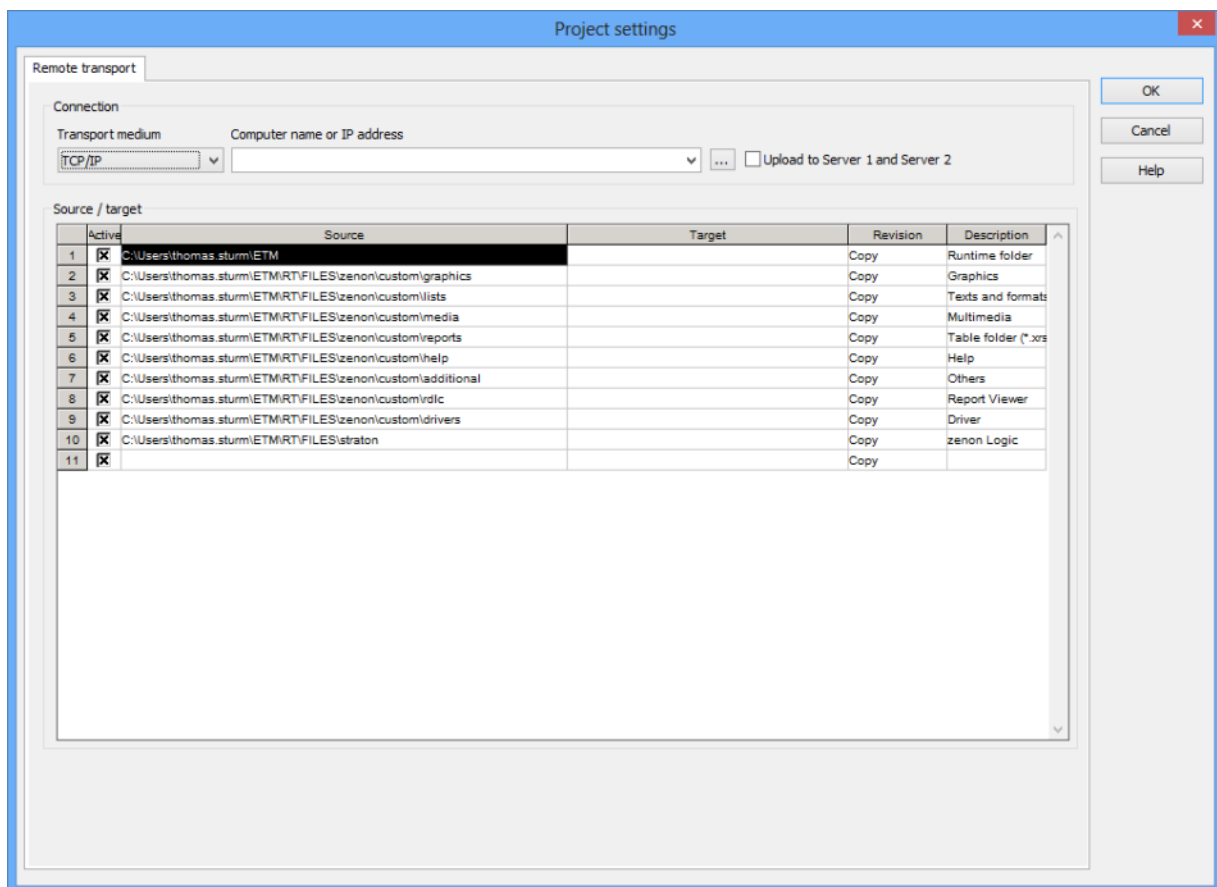 Project settings
Remote transport
OK
Cancel
Help
Connection
Transport medium Computer name or IP address
TCP/IP ... Upload to Server 1 and Server 2
Source / target
Active Source Target Revision Description
1 C:\Users\thomas.sturm\ETM Copy Runtime folder
2 C:\Users\thomas.sturm\ETM\RT\FILES\zenon\custom\graphics Copy Graphics
3 C:\Users\thomas.sturm\ETM\RT\FILES\zenon\custom\lists Copy Texts and formats
4 C:\Users\thomas.sturm\ETM\RT\FILES\zenon\custom\media Copy Multimedia
5 C:\Users\thomas.sturm\ETM\RT\FILES\zenon\custom\reports Copy Table folder (*.xrs
6 C:\Users\thomas.sturm\ETM\RT\FILES\zenon\custom\help Copy Help
7 C:\Users\thomas.sturm\ETM\RT\FILES\zenon\custom\additional Copy Others
8 C:\Users\thomas.sturm\ETM\RT\FILES\zenon\custom\rdlc Copy Report Viewer
9 C:\Users\thomas.sturm\ETM\RT\FILES\zenon\custom\drivers Copy Driver
10 C:\Users\thomas.sturm\ETM\RT\FILES\straton Copy zenon Logic
11 Copy